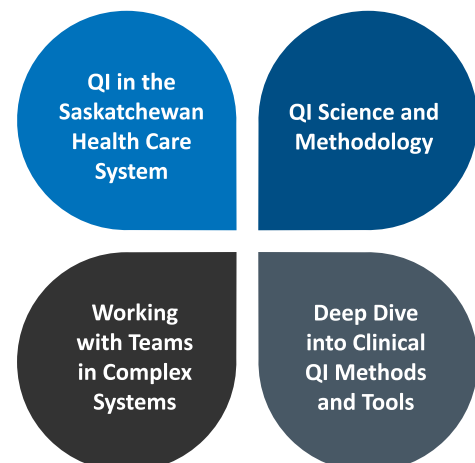 QI in the
Saskatchewan
Health Care
System
QI Science and
Methodology
Working
with Teams
in Complex
Systems
Deep Dive
into Clinical
QI Methods
and Tools